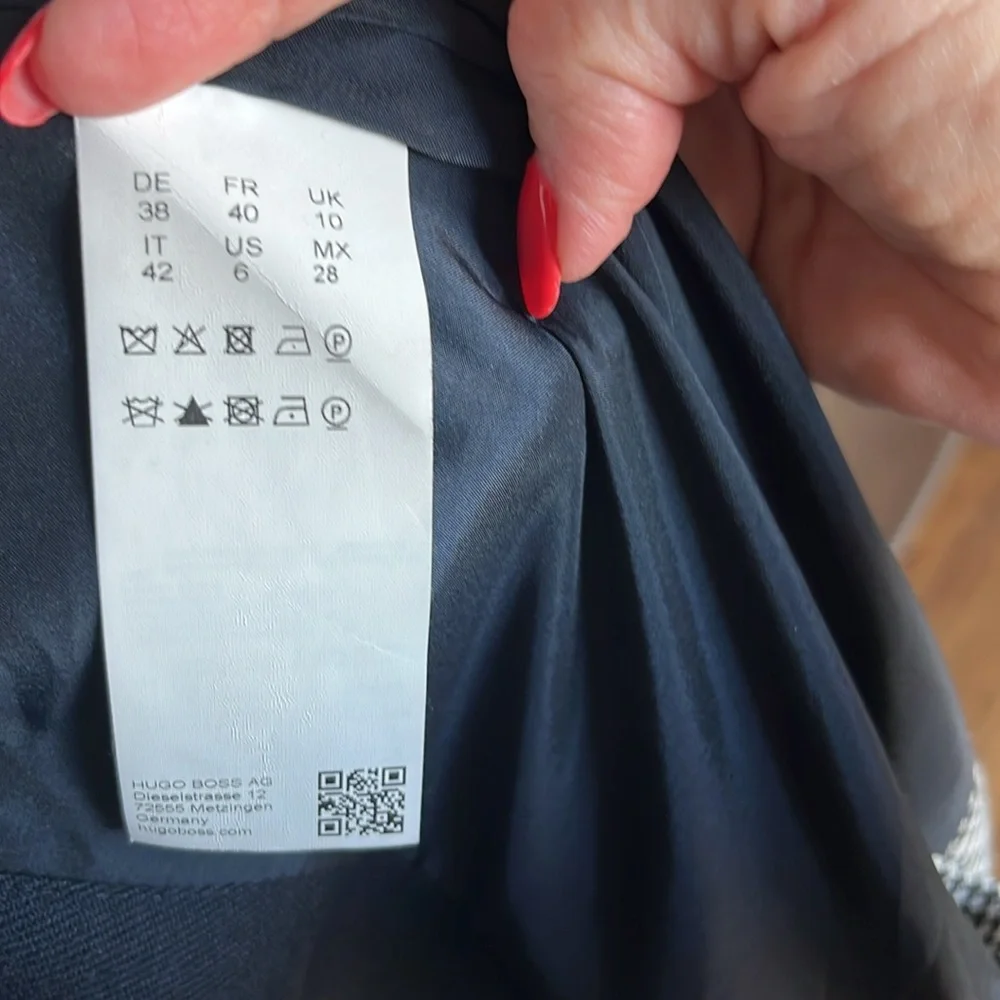 DE FR UK
38 40 10
IT US MX
42 6 28
P
P
HUGO BOSS AG
Dieselstrasse 12
72555 Metzingen
Germany
hugoboss.com